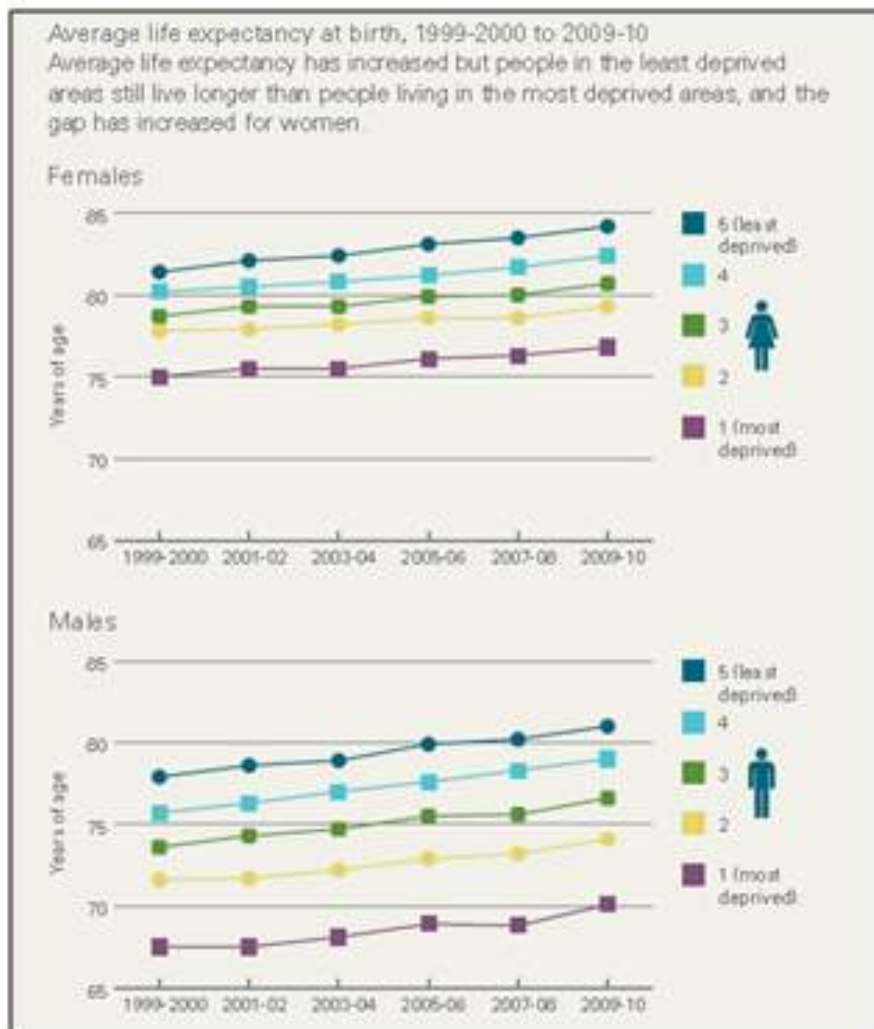 Average life expectancy at birth, 1999-2000 to 2009-10
Average life expectancy has increased but people in the least deprived
areas still live longer than people living in the most deprived areas, and the
gap has increased for women.
Females
85
80
75
70
65
Years of age
1999-2000 2001-02 2003-04 2005-06 2007-08 2009-10
5 (least
deprived)
4
3
2
1 (most
deprived)
Males
85
80
75
70
65
Years of age
1999-2000 2001-02 2003-04 2005-06 2007-08 2009-10
5 (least
deprived)
4
3
2
1 (most
deprived)